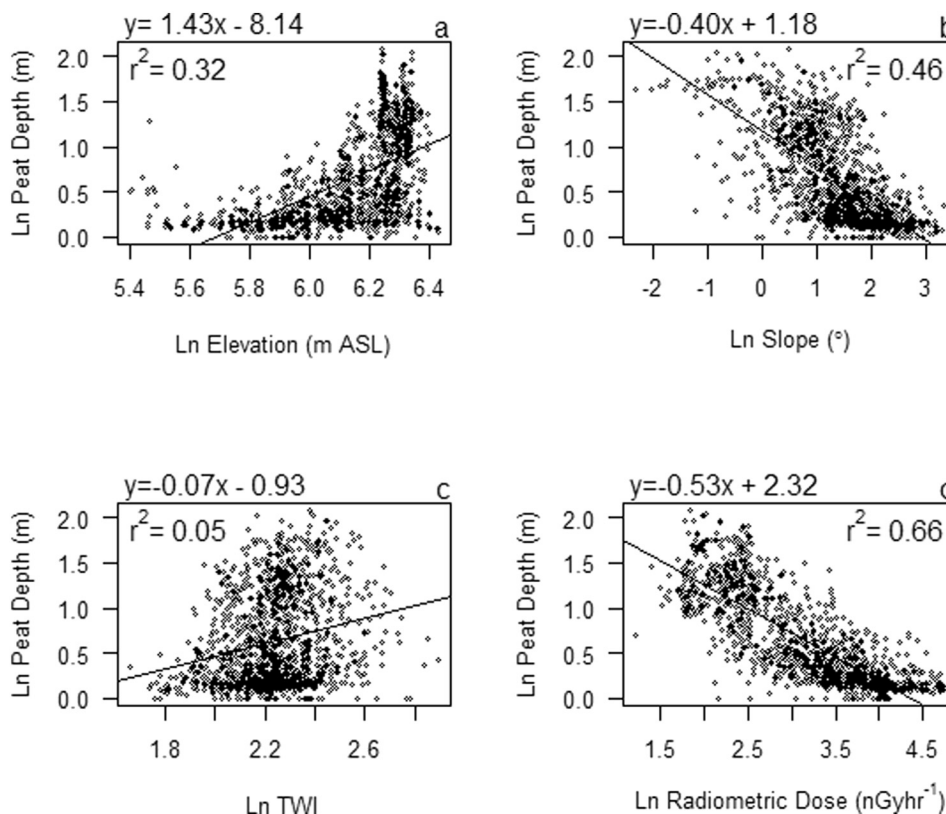 y= 1.43x - 8.14 a
r²= 0.32
Ln Peat Depth (m)
2.0
1.5
1.0
0.5
0.0
5.4 5.6 5.8 6.0 6.2 6.4
Ln Elevation (m ASL)
y=-0.40x + 1.18 b
r²= 0.46
Ln Peat Depth (m)
2.0
1.5
1.0
0.5
0.0
-2 -1 0 1 2 3
Ln Slope (°)
y=-0.07x - 0.93 c
r²= 0.05
Ln Peat Depth (m)
2.0
1.5
1.0
0.5
0.0
1.8 2.2 2.6
Ln TWI
y=-0.53x + 2.32
r²= 0.66
Ln Peat Depth (m)
2.0
1.5
1.0
0.5
0.0
1.5 2.5 3.5 4.5
Ln Radiometric Dose (nGyhr⁻¹)